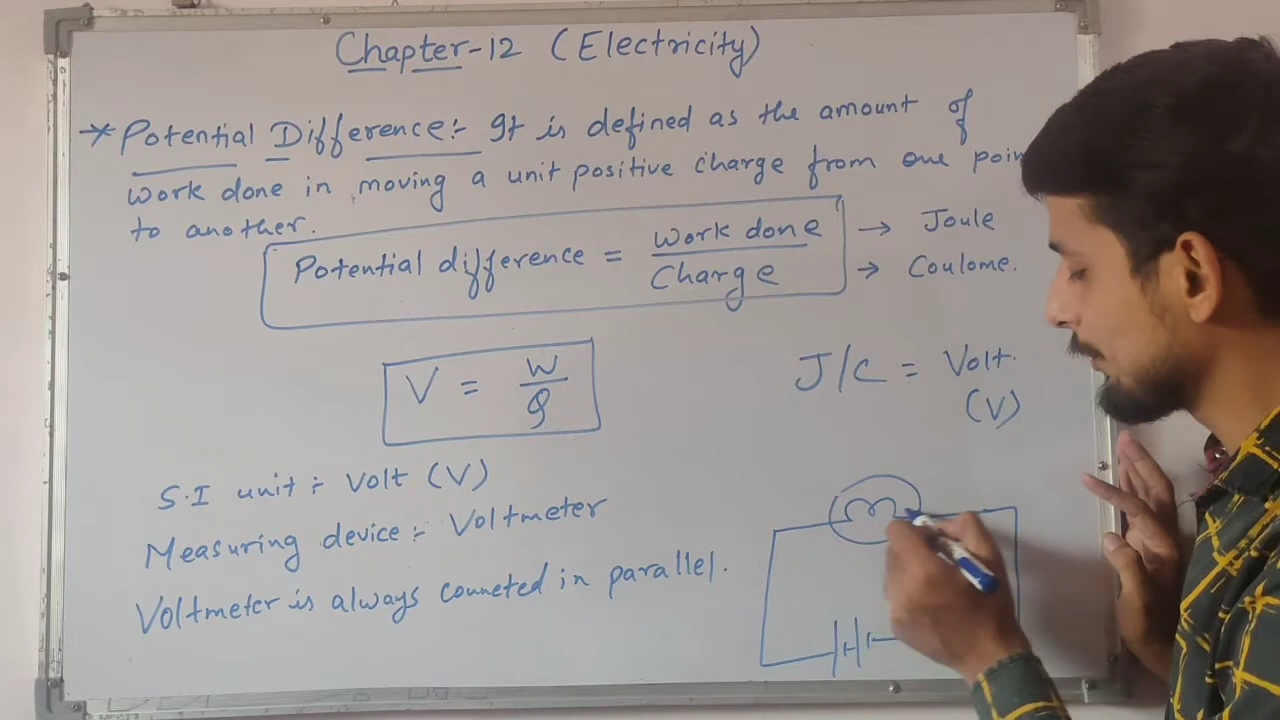 Chapter-12 (Electricity)
* Potential Difference:- It is defined as the amount of
work done in moving a unit positive charge from one poin
to another.
Potential difference = Work done / Charge → Joule → Coulome.
V = W / Q
J/C = Volt.
(V)
S.I unit :- Volt (V)
Measuring device :- Voltmeter
Voltmeter is always conneted in parallel.